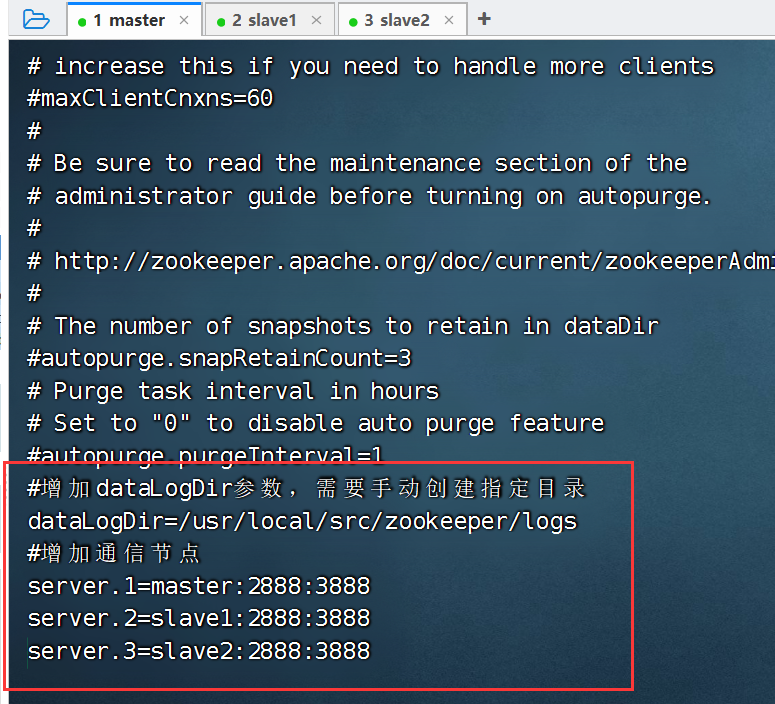 1 master × 2 slave1 × 3 slave2 × +
# increase this if you need to handle more clients
#maxClientCnxns=60
#
# Be sure to read the maintenance section of the
# administrator guide before turning on autopurge.
#
# http://zookeeper.apache.org/doc/current/zookeeperAdmi
#
# The number of snapshots to retain in dataDir
#autopurge.snapRetainCount=3
# Purge task interval in hours
# Set to "0" to disable auto purge feature
#autopurge.purgeInterval=1
#增加dataLogDir参数，需要手动创建指定目录
dataLogDir=/usr/local/src/zookeeper/logs
#增加通信节点
server.1=master:2888:3888
server.2=slave1:2888:3888
server.3=slave2:2888:3888